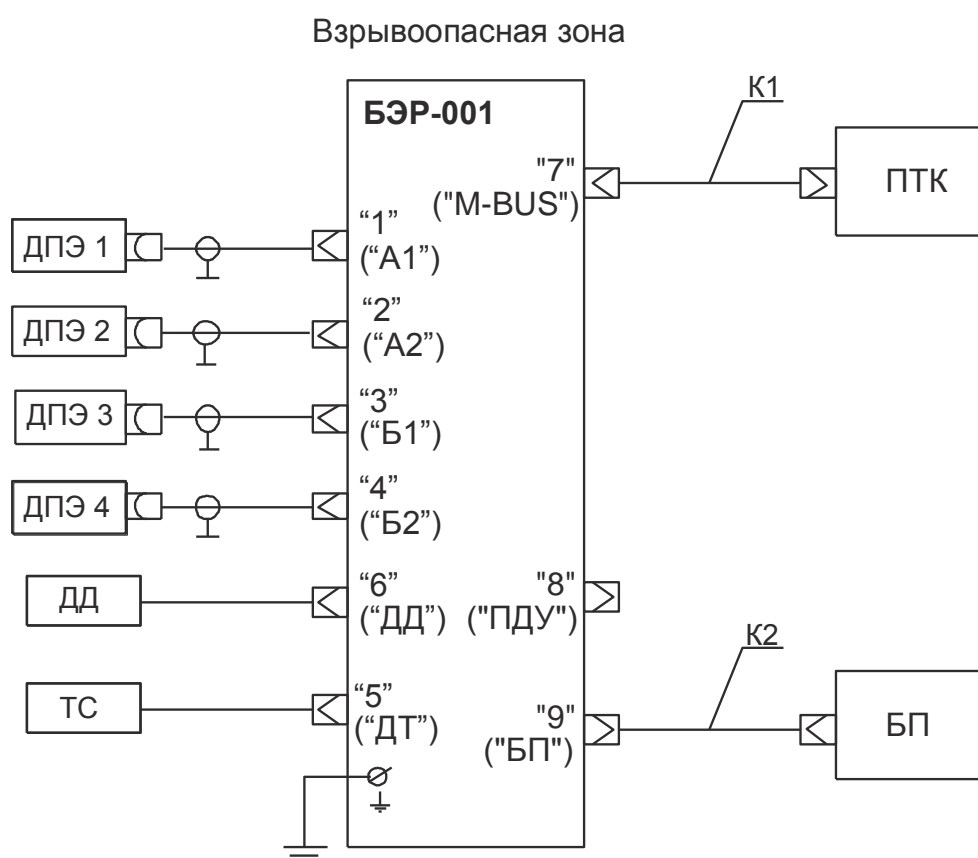 Взрывоопасная зона
БЭР-001
К1
"7"
("M-BUS")
ПТК
ДПЭ 1
“1”
(“А1”)
ДПЭ 2
“2”
(“А2”)
ДПЭ 3
“3”
(“Б1”)
ДПЭ 4
“4”
(“Б2”)
ДД
“6”
(“ДД”)
"8"
("ПДУ")
К2
ТС
“5”
(“ДТ”)
"9"
("БП")
БП